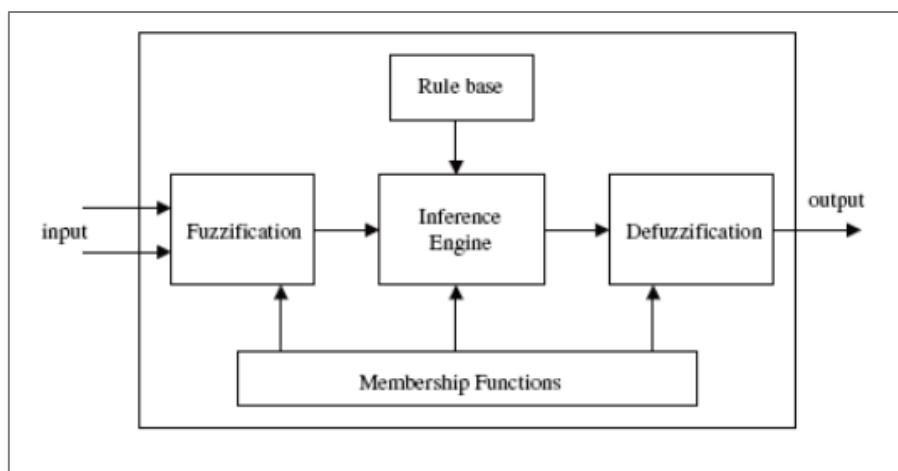 Rule base
input
Fuzzification
Inference
Engine
Defuzzification
output
Membership Functions